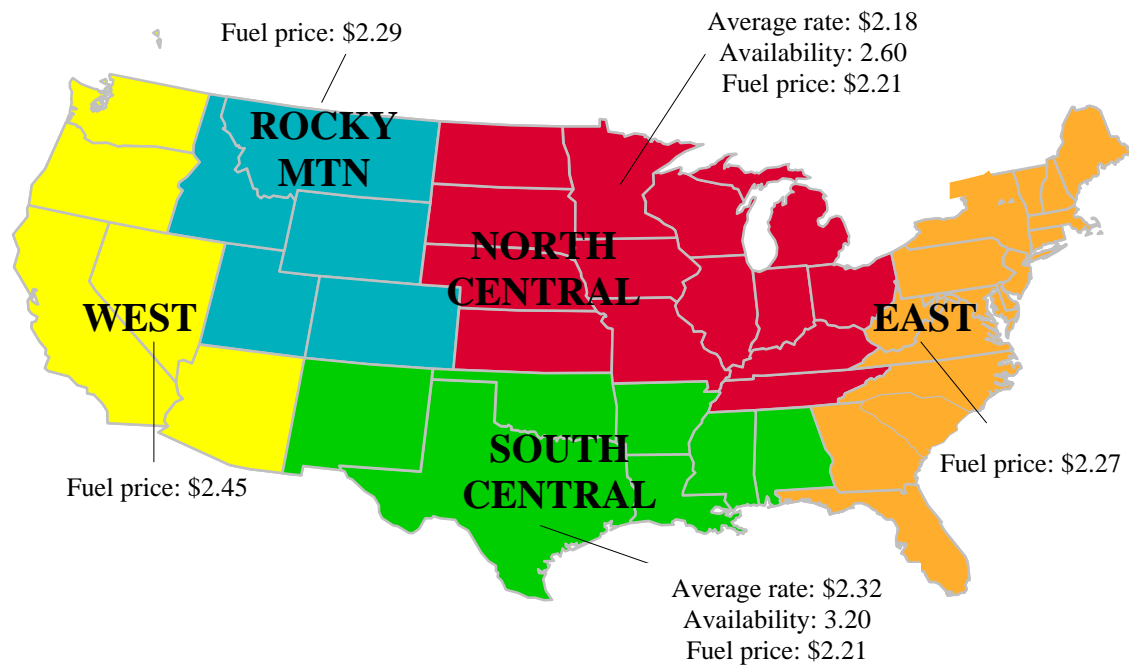 Average rate: $2.18
Availability: 2.60
Fuel price: $2.21
Fuel price: $2.29
ROCKY
MTN
NORTH
CENTRAL
WEST
EAST
SOUTH
CENTRAL
Fuel price: $2.27
Fuel price: $2.45
Average rate: $2.32
Availability: 3.20
Fuel price: $2.21